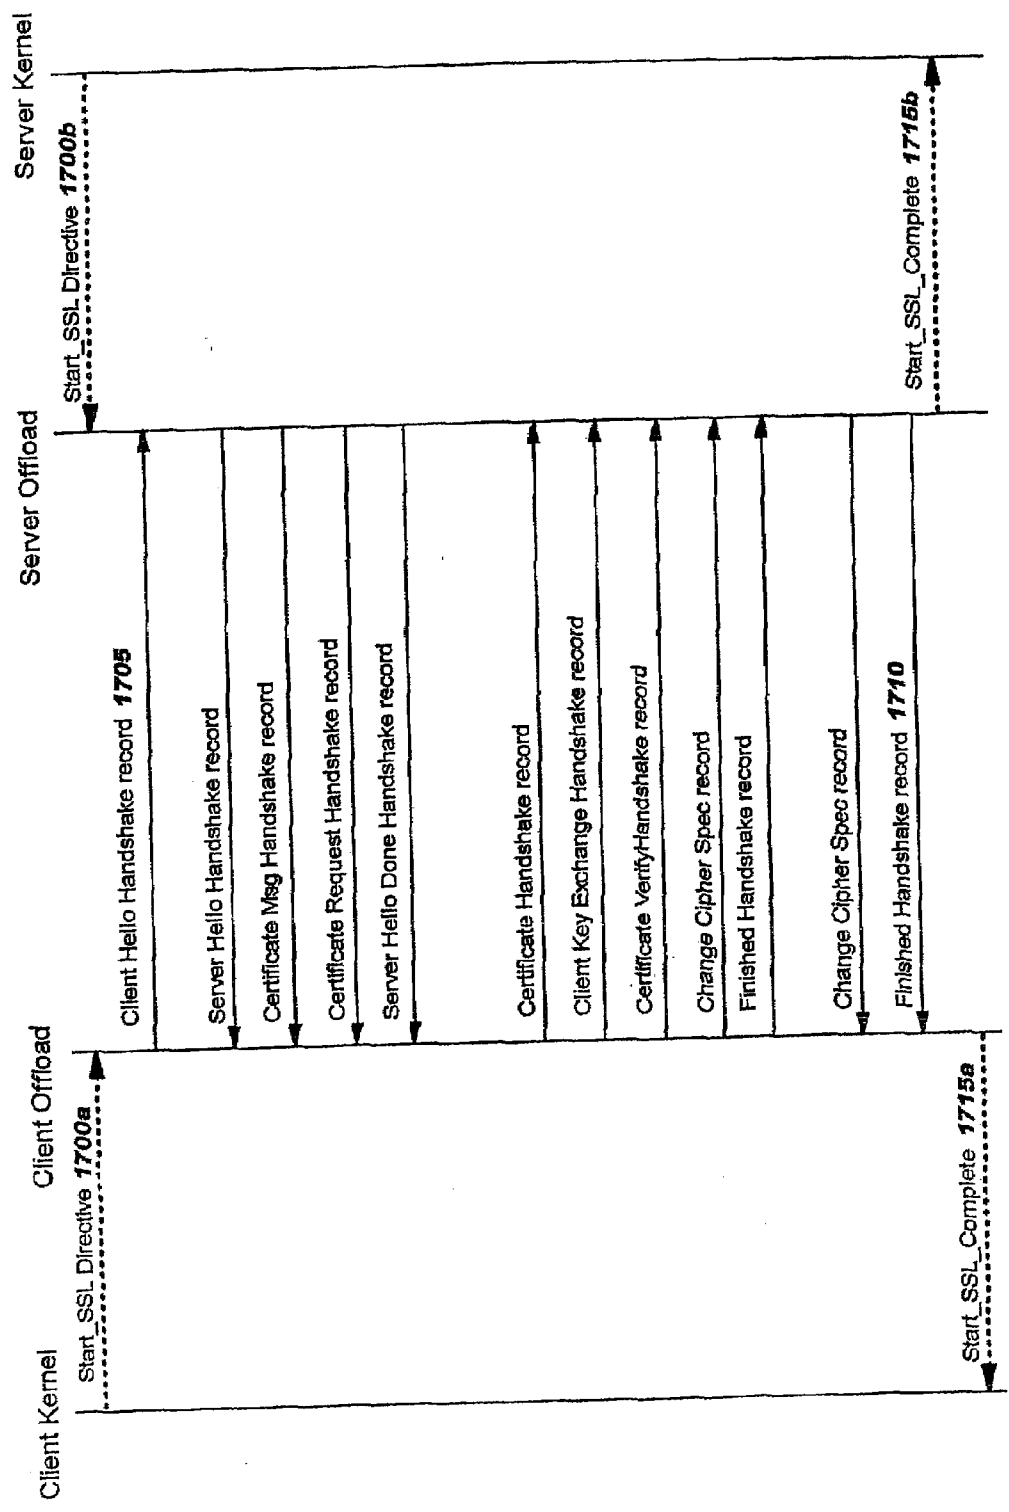 Client Kernel
Client Offload
Server Offload
Server Kernel
Start_SSL Directive 1700a
Start_SSL Directive 1700b
Client Hello Handshake record 1705
Server Hello Handshake record
Certificate Msg Handshake record
Certificate Request Handshake record
Server Hello Done Handshake record
Certificate Handshake record
Client Key Exchange Handshake record
Certificate VerifyHandshake record
Change Cipher Spec record
Finished Handshake record
Change Cipher Spec record
Finished Handshake record 1710
Start_SSL_Complete 1715a
Start_SSL_Complete 1715b